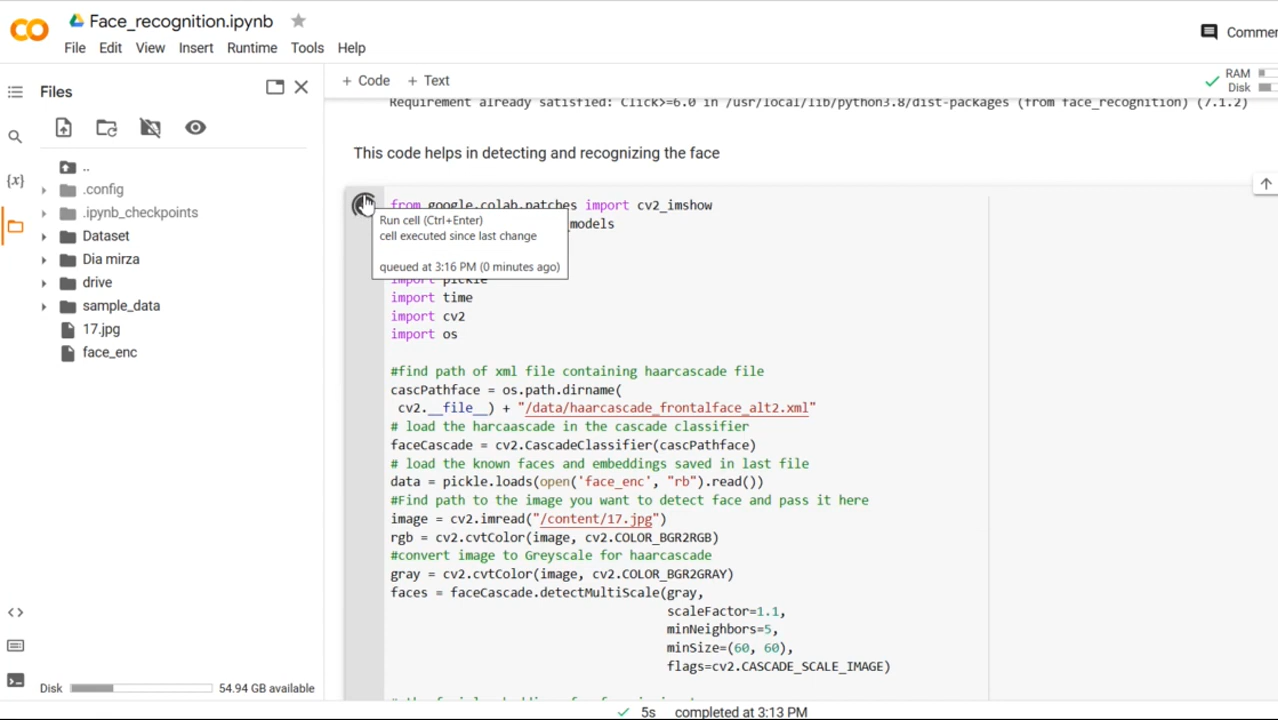 Face_recognition.ipynb
File Edit View Insert Runtime Tools Help
Commen
Files
+ Code + Text
RAM
Disk
Requirement already satisfied: Click>=6.0 in /usr/local/lib/python3.8/dist-packages (from face_recognition) (7.1.2)
..
.config
.ipynb_checkpoints
Dataset
Dia mirza
drive
sample_data
17.jpg
face_enc
This code helps in detecting and recognizing the face
from google.colab.patches import cv2_imshow
_models
Run cell (Ctrl+Enter)
cell executed since last change
queued at 3:16 PM (0 minutes ago)
import pickle
import time
import cv2
import os
#find path of xml file containing haarcascade file
cascPathface = os.path.dirname(
cv2.__file__) + "/data/haarcascade_frontalface_alt2.xml"
# load the harcaascade in the cascade classifier
faceCascade = cv2.CascadeClassifier(cascPathface)
# load the known faces and embeddings saved in last file
data = pickle.loads(open('face_enc', "rb").read())
#Find path to the image you want to detect face and pass it here
image = cv2.imread("/content/17.jpg")
rgb = cv2.cvtColor(image, cv2.COLOR_BGR2RGB)
#convert image to Greyscale for haarcascade
gray = cv2.cvtColor(image, cv2.COLOR_BGR2GRAY)
faces = faceCascade.detectMultiScale(gray,
scaleFactor=1.1,
minNeighbors=5,
minSize=(60, 60),
flags=cv2.CASCADE_SCALE_IMAGE)
Disk 54.94 GB available
5s completed at 3:13 PM